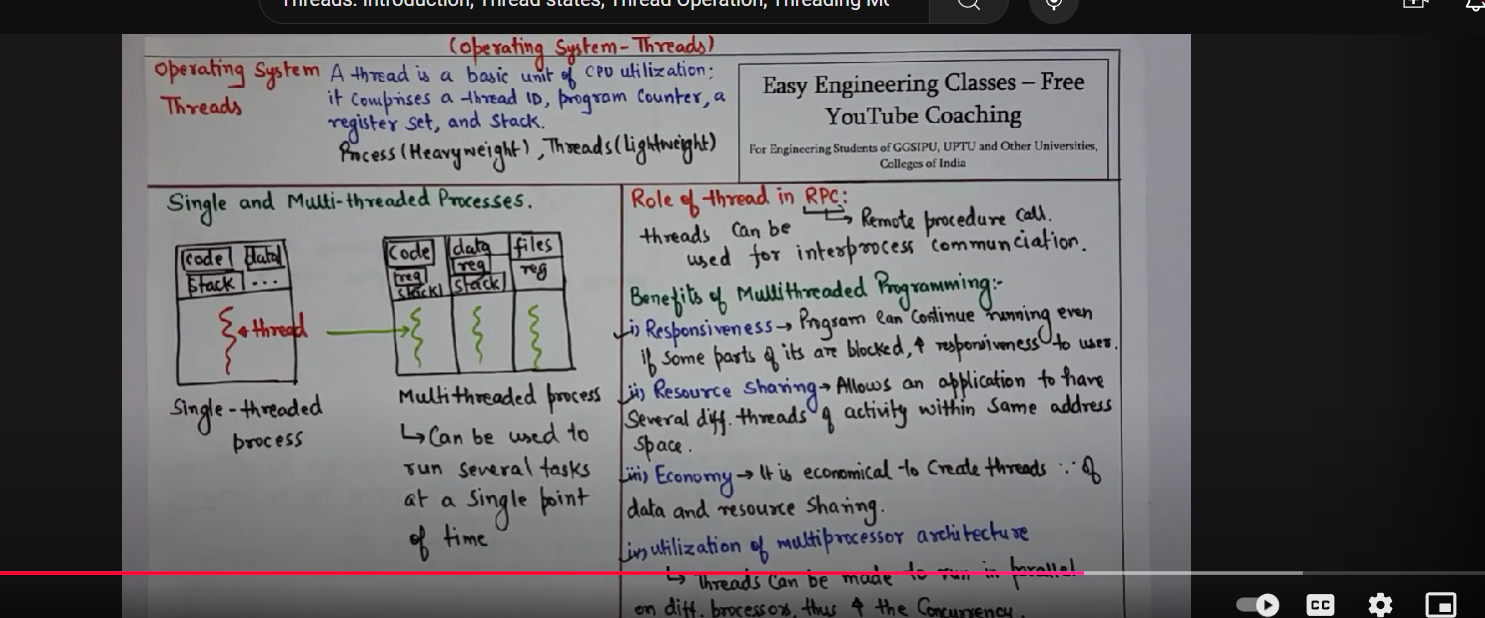 Threads: Introduction, Thread states, Thread Operation, Threading
(Operating System - Threads)
Operating System Threads
A thread is a basic unit of CPU utilization;
it comprises a thread ID, program counter, a
register set, and stack.
Process (Heavyweight), Threads (lightweight)
Easy Engineering Classes – Free
YouTube Coaching
For Engineering Students of GGSIPU, UPTU and Other Universities,
Colleges of India
Single and Multi-threaded Processes.
code data
stack ...
thread
Single-threaded
process
code data files
reg reg reg
stack stack
Multithreaded process
↳ Can be used to
run several tasks
at a single point
of time
Role of thread in RPC:
↳ Remote procedure call.
threads can be
used for interprocess communciation.
Benefits of Multithreaded Programming:-
i) Responsiveness → Program can continue running even
if some parts of its are blocked, ↑ responsiveness to user.
ii) Resource Sharing → Allows an application to have
several diff. threads of activity within same address
space.
iii) Economy → It is economical to create threads ∵ of
data and resource sharing.
iv) utilization of multiprocessor architecture
↳ Threads can be made to run in parallel
on diff. processors, thus ↑ the concurrency.
CC